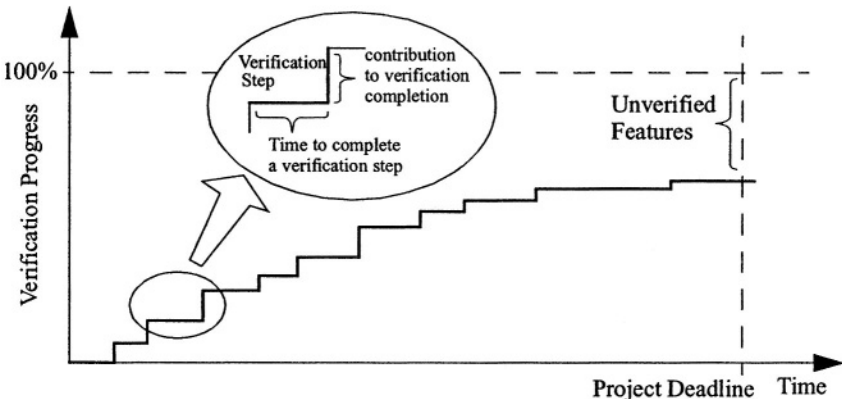 Verification Progress
100%
Verification
Step
contribution
to verification
completion
Time to complete
a verification step
Unverified
Features
Project Deadline
Time